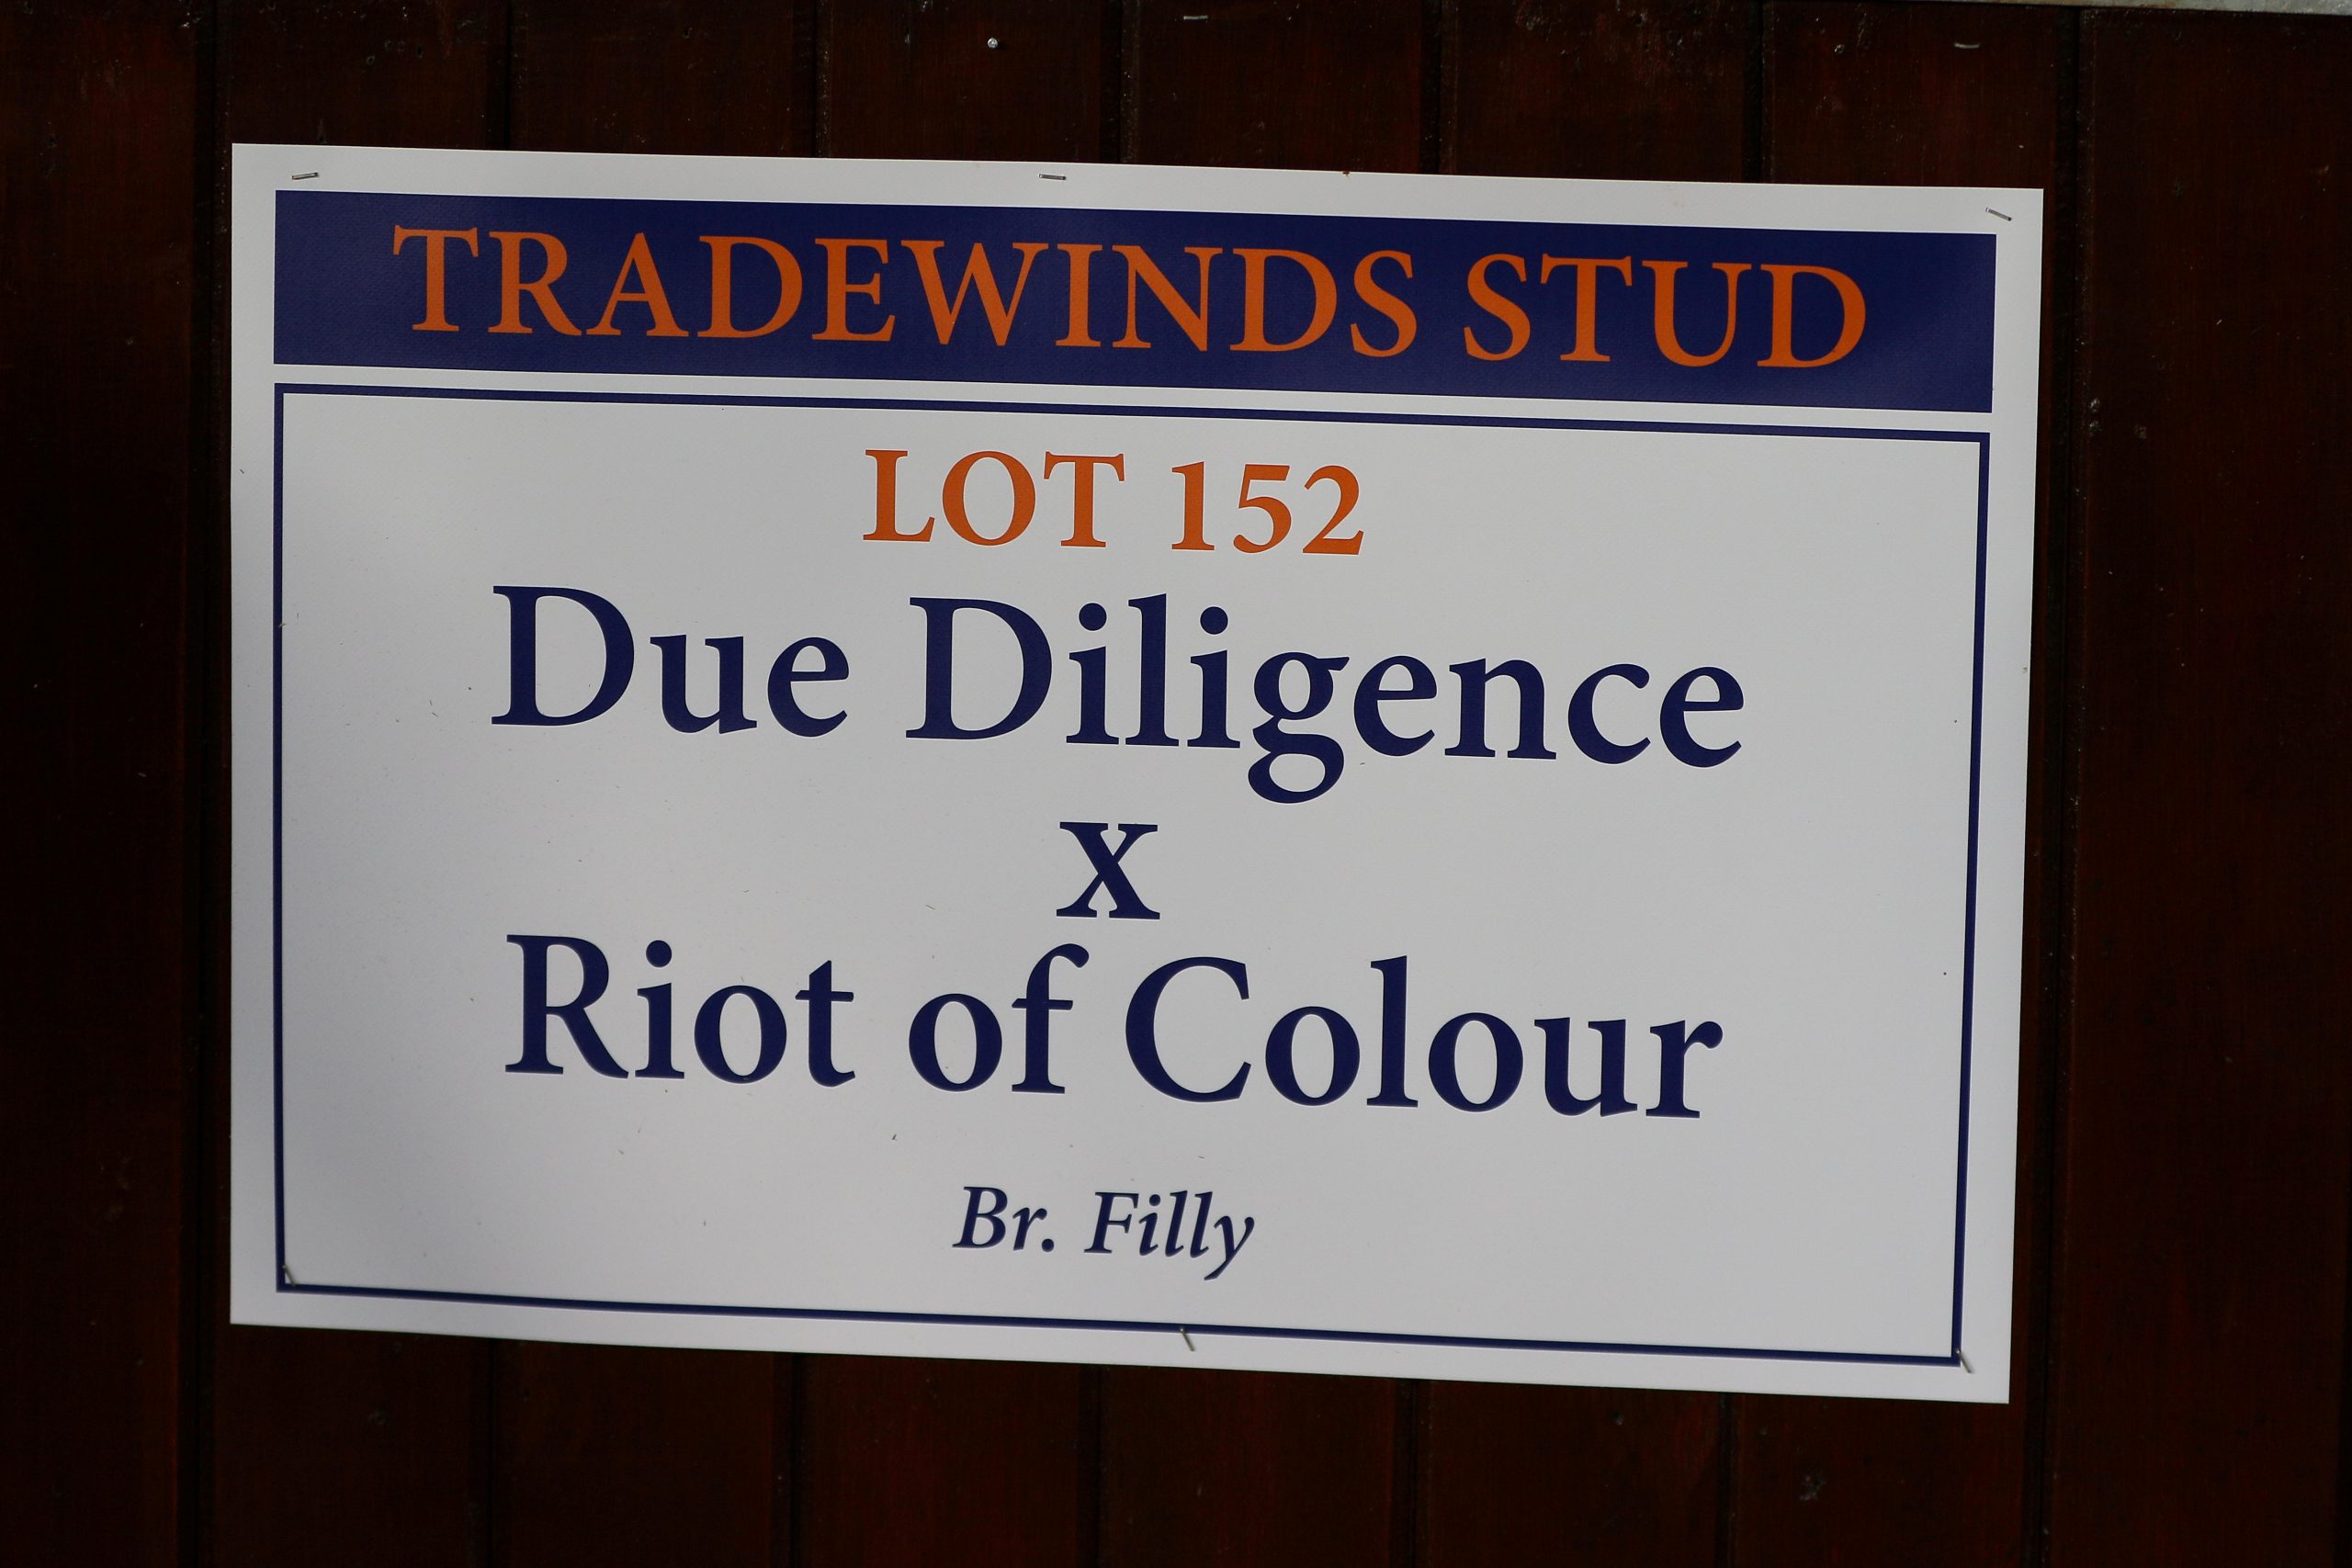 TRADEWINDS STUD
LOT 152
Due Diligence
x
Riot of Colour
Br. Filly